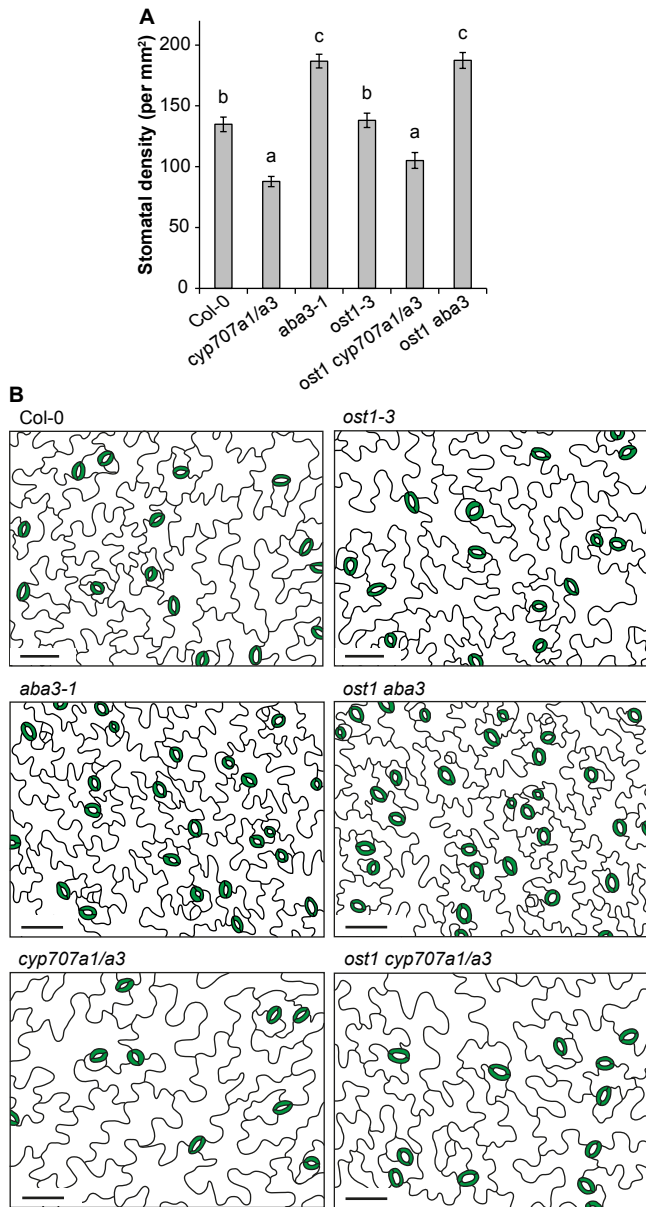 A
Stomatal density (per mm²)
200
150
100
50
0
b
a
c
b
a
c
Col-0
cyp707a1/a3
aba3-1
ost1-3
ost1 cyp707a1/a3
ost1 aba3
B
Col-0
ost1-3
aba3-1
ost1 aba3
cyp707a1/a3
ost1 cyp707a1/a3